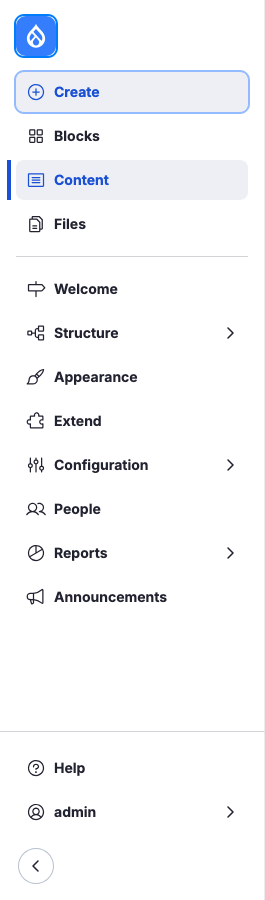 Create
Blocks
Content
Files
Welcome
Structure
Appearance
Extend
Configuration
People
Reports
Announcements
Help
admin